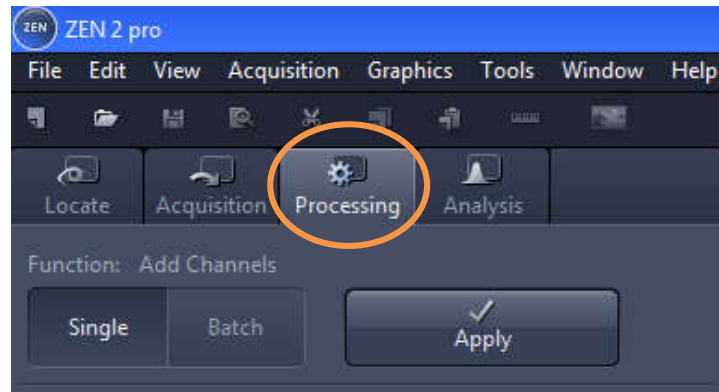 ZEN ZEN 2 pro
File Edit View Acquisition Graphics Tools Window Help
Locate Acquisition Processing Analysis
Function: Add Channels
Single Batch Apply